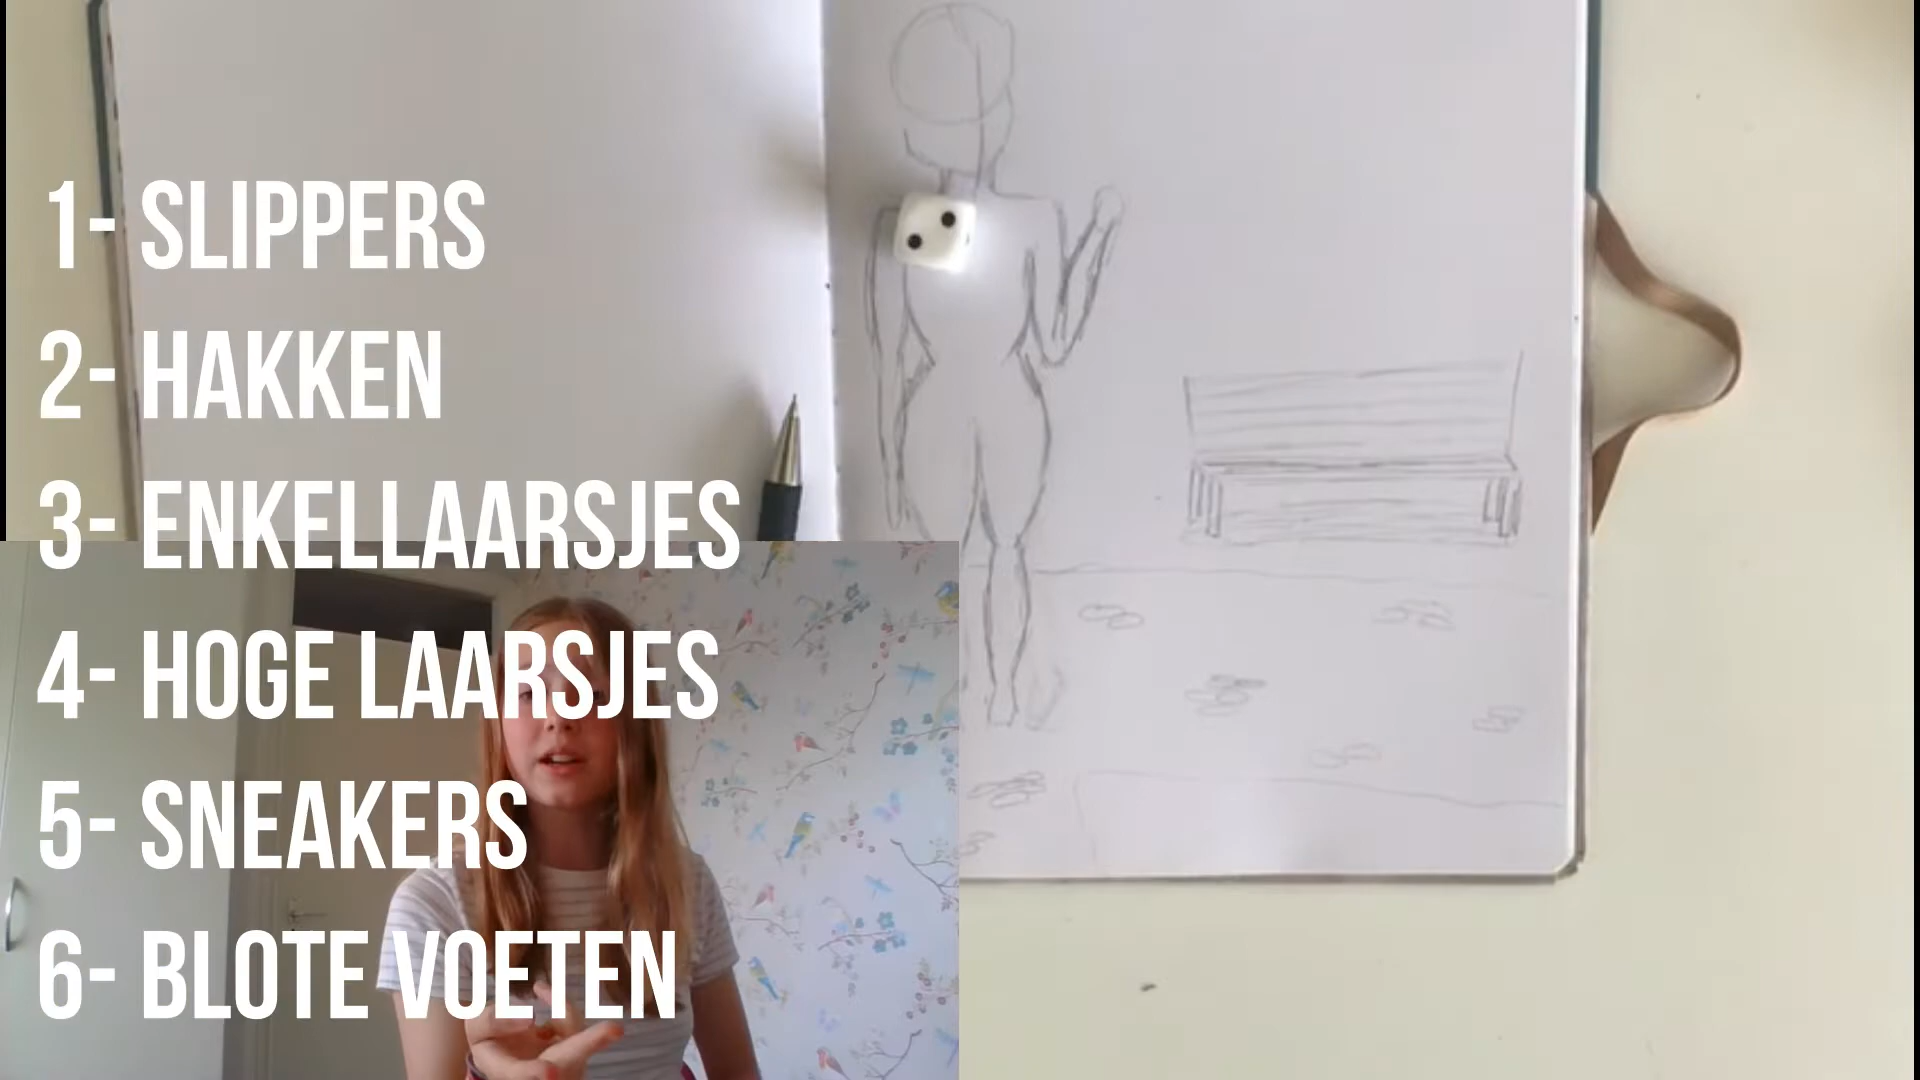 1- SLIPPERS
2- HAKKEN
3- ENKELLAARSJES
4- HOGE LAARSJES
5- SNEAKERS
6- BLOTE VOETEN